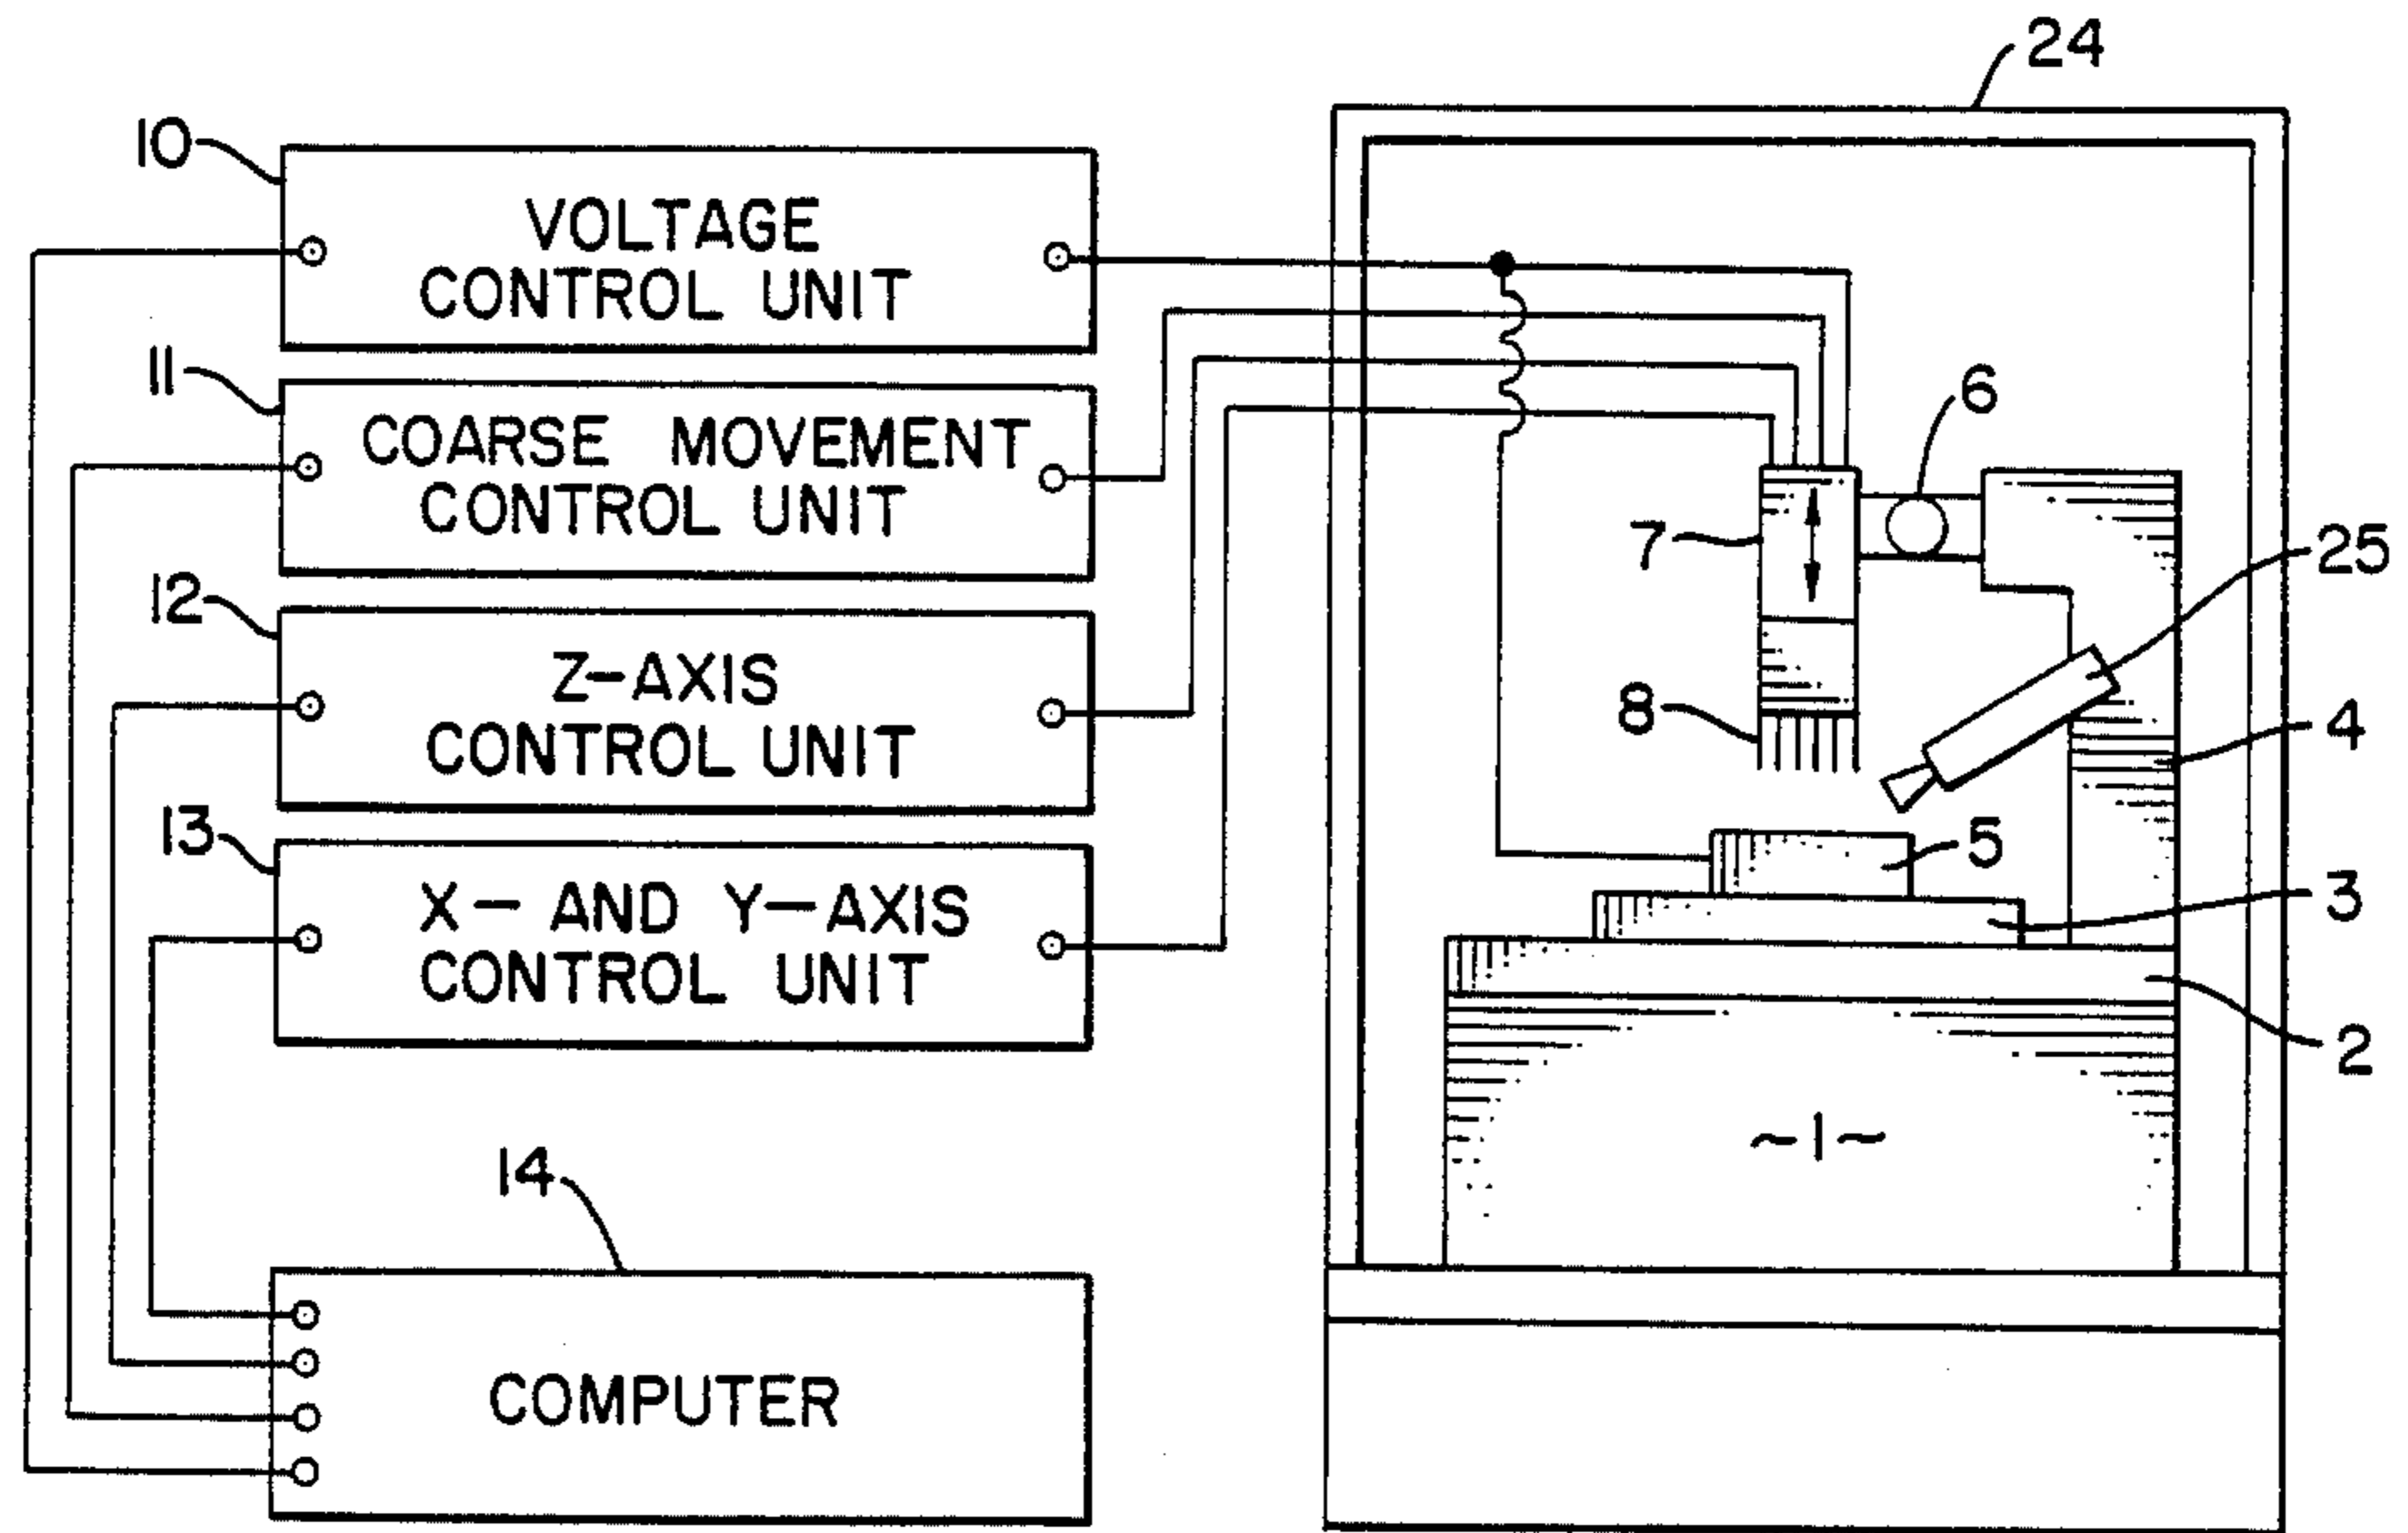 24
10
VOLTAGE
CONTROL UNIT
11
COARSE MOVEMENT
CONTROL UNIT
6
7
25
12
Z-AXIS
CONTROL UNIT
8
4
13
X- AND Y-AXIS
CONTROL UNIT
5
3
2
~1~
14
COMPUTER